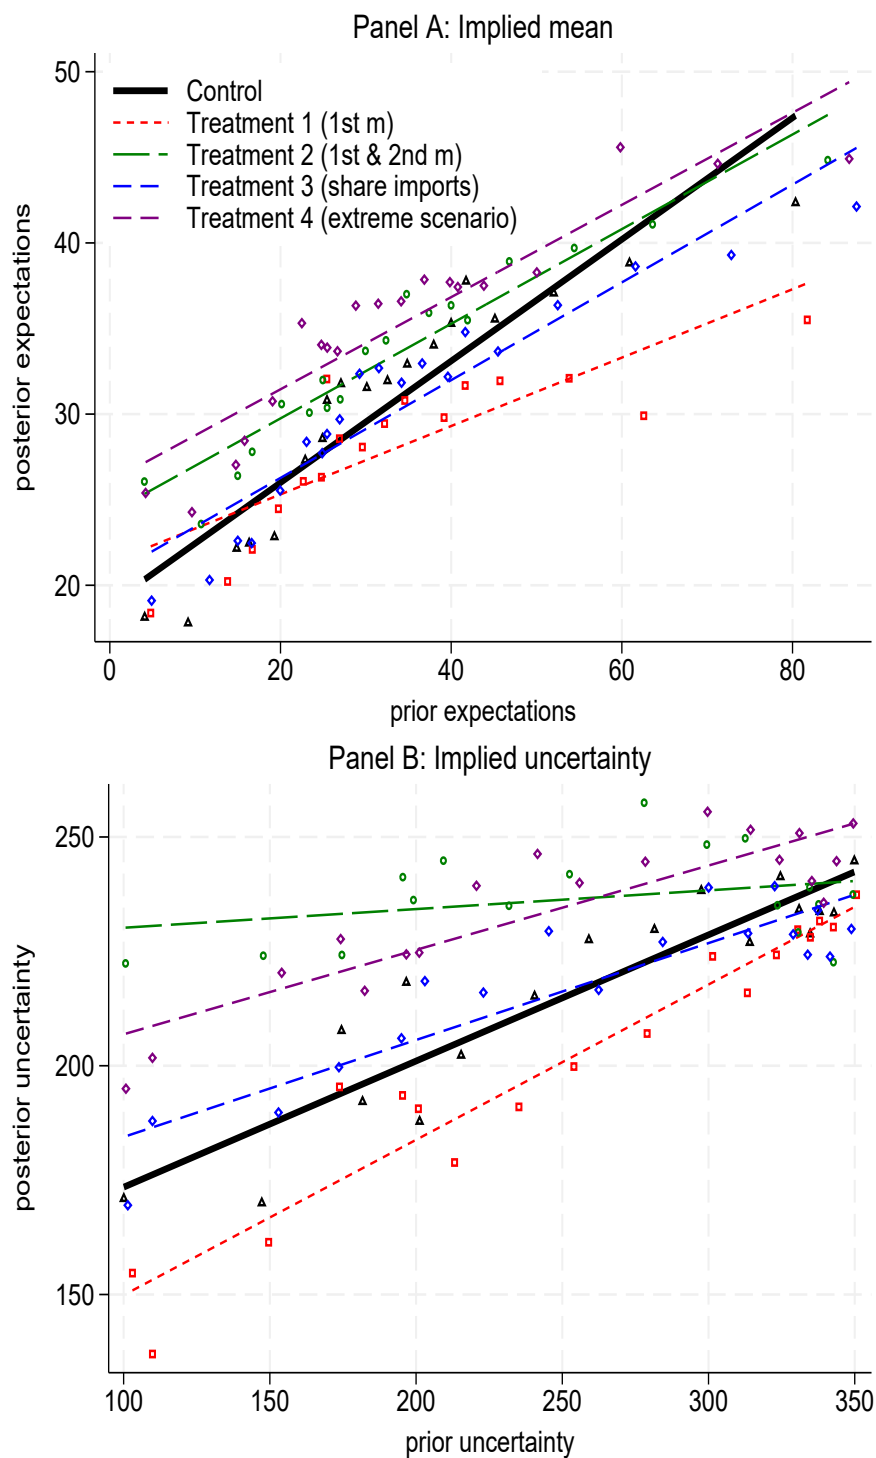 Panel A: Implied mean
50
40
30
20
posterior expectations
Control
Treatment 1 (1st m)
Treatment 2 (1st & 2nd m)
Treatment 3 (share imports)
Treatment 4 (extreme scenario)
0 20 40 60 80
prior expectations
Panel B: Implied uncertainty
250
200
150
posterior uncertainty
100 150 200 250 300 350
prior uncertainty